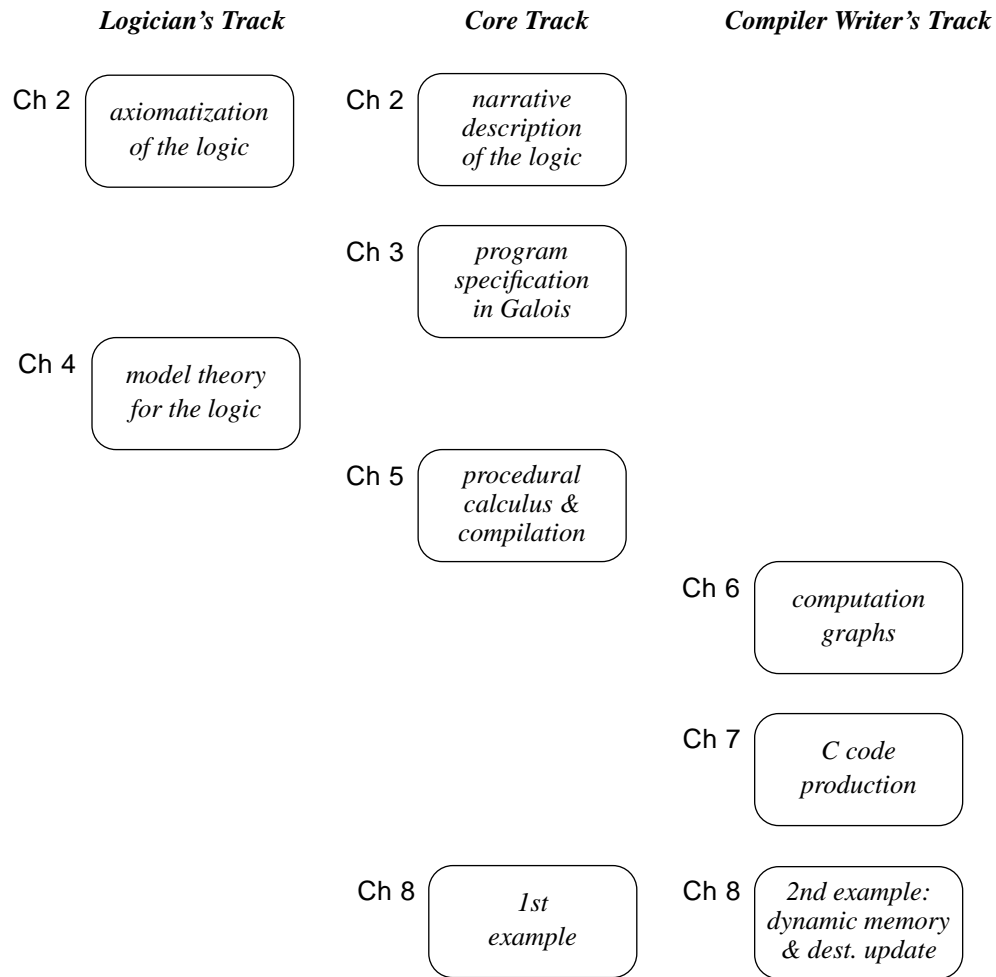 Logician’s Track
Core Track
Compiler Writer’s Track
Ch 2
axiomatization
of the logic
Ch 2
narrative
description
of the logic
Ch 3
program
specification
in Galois
Ch 4
model theory
for the logic
Ch 5
procedural
calculus &
compilation
Ch 6
computation
graphs
Ch 7
C code
production
Ch 8
1st
example
Ch 8
2nd example:
dynamic memory
& dest. update